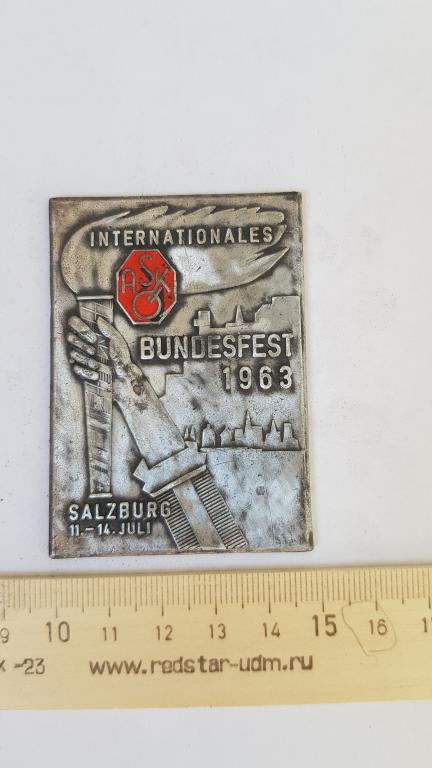 INTERNATIONALES
ASKÖ
BUNDESFEST
1963
SALZBURG
11.–14. JULI
9 10 11 12 13 14 15 16
-23 www.redstar-udm.ru